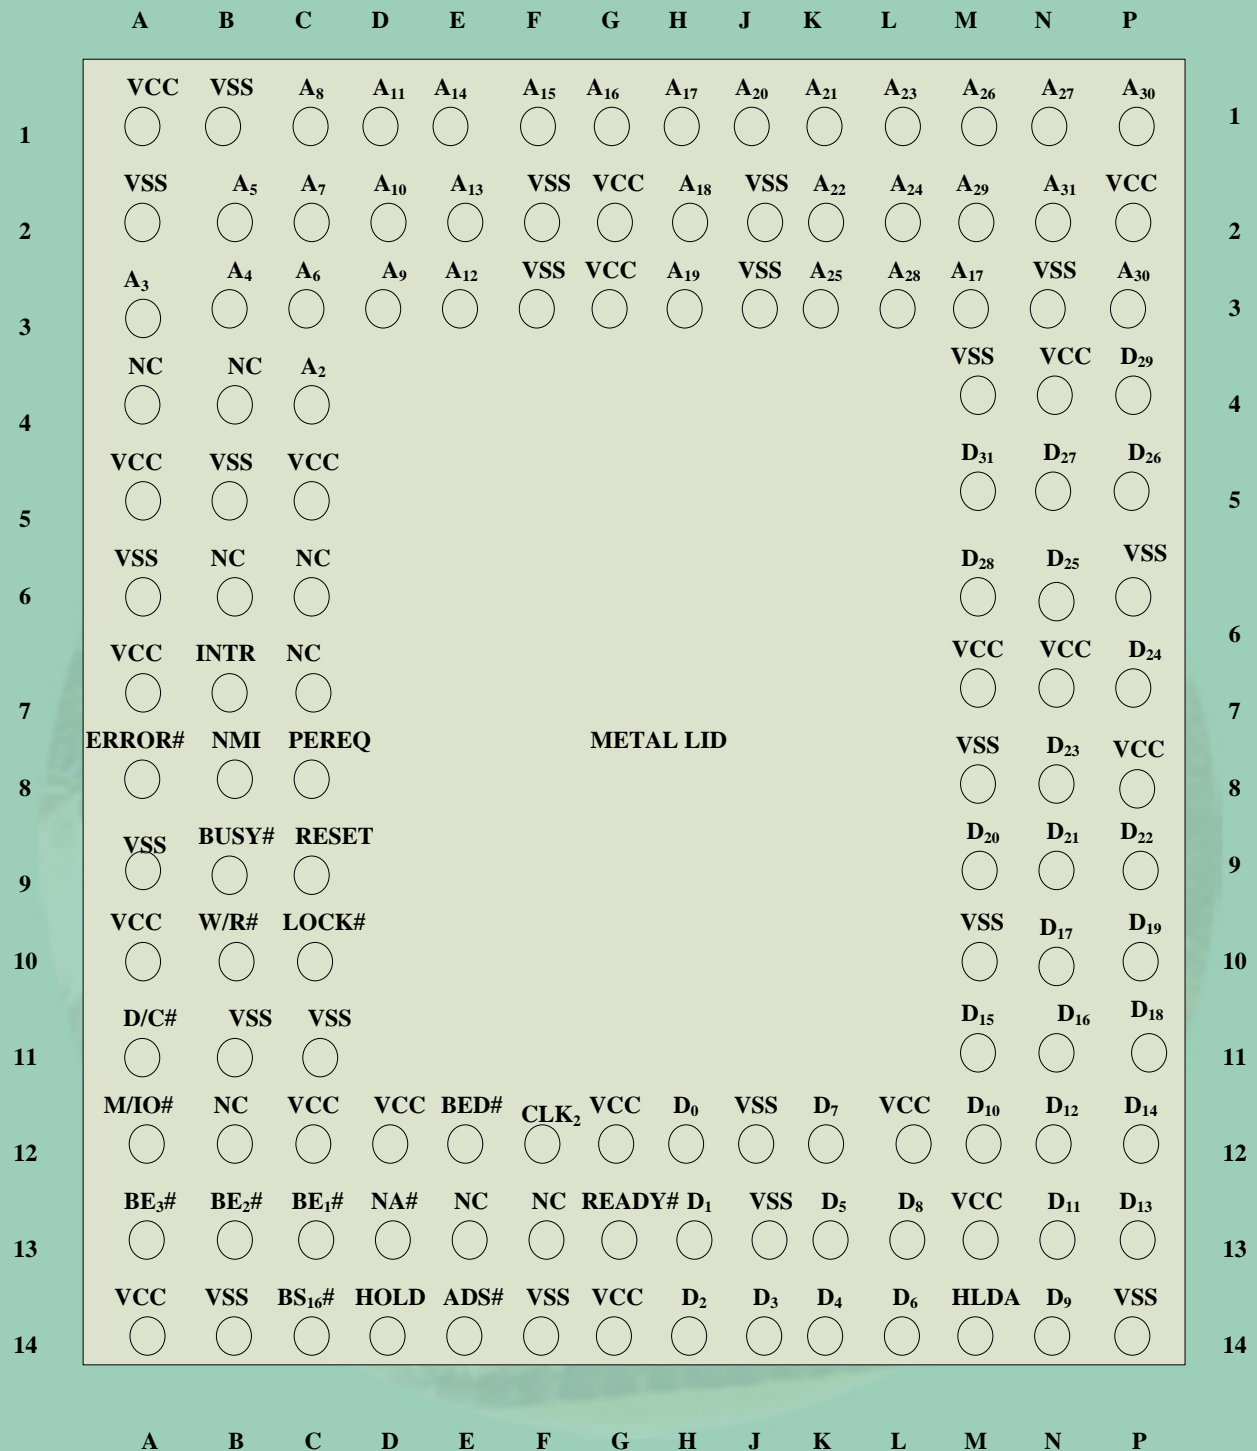 A B C D E F G H J K L M N P
VCC VSS A₈ A₁₁ A₁₄ A₁₅ A₁₆ A₁₇ A₂₀ A₂₁ A₂₃ A₂₆ A₂₇ A₃₀
1 1
VSS A₅ A₇ A₁₀ A₁₃ VSS VCC A₁₈ VSS A₂₂ A₂₄ A₂₉ A₃₁ VCC
2 2
A₃ A₄ A₆ A₉ A₁₂ VSS VCC A₁₉ VSS A₂₅ A₂₈ A₁₇ VSS A₃₀
3 3
NC NC A₂ VSS VCC D₂₉
4 4
VCC VSS VCC D₃₁ D₂₇ D₂₆
5 5
VSS NC NC D₂₈ D₂₅ VSS
6 6
VCC INTR NC VCC VCC D₂₄
7 7
ERROR# NMI PEREQ METAL LID VSS D₂₃ VCC
8 8
VSS BUSY# RESET D₂₀ D₂₁ D₂₂
9 9
VCC W/R# LOCK# VSS D₁₇ D₁₉
10 10
D/C# VSS VSS D₁₅ D₁₆ D₁₈
11 11
M/IO# NC VCC VCC BED# CLK₂ VCC D₀ VSS D₇ VCC D₁₀ D₁₂ D₁₄
12 12
BE₃# BE₂# BE₁# NA# NC NC READY# D₁ VSS D₅ D₈ VCC D₁₁ D₁₃
13 13
VCC VSS BS₁₆# HOLD ADS# VSS VCC D₂ D₃ D₄ D₆ HLDA D₉ VSS
14 14
A B C D E F G H J K L M N P